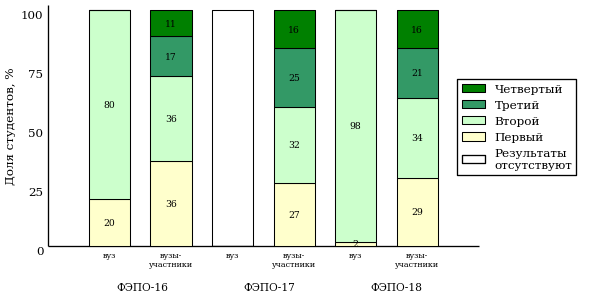 Доля студентов, %
100
75
50
25
0
80
20
11
17
36
36
16
25
32
27
98
2
16
21
34
29
вуз
вузы-
участники
вуз
вузы-
участники
вуз
вузы-
участники
ФЭПО-16
ФЭПО-17
ФЭПО-18
Четвертый
Третий
Второй
Первый
Результаты
отсутствуют